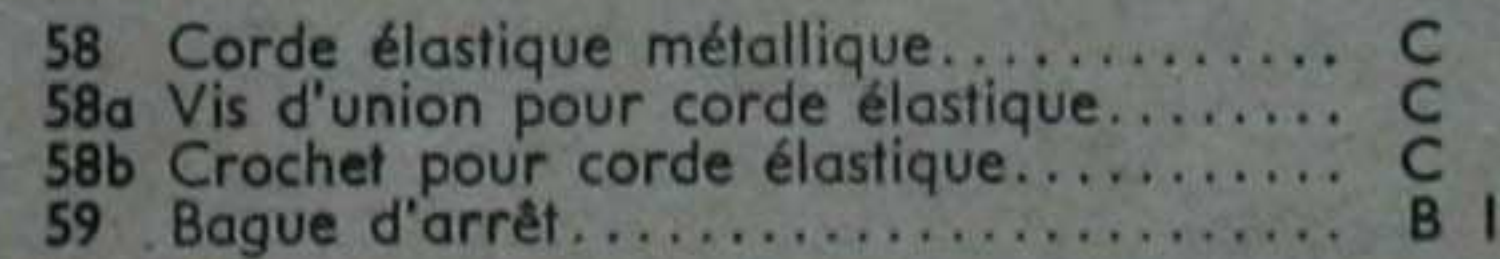 58 Corde élastique métallique............. C
58a Vis d'union pour corde élastique........ C
58b Crochet pour corde élastique........... C
59 Bague d'arrêt......................... B